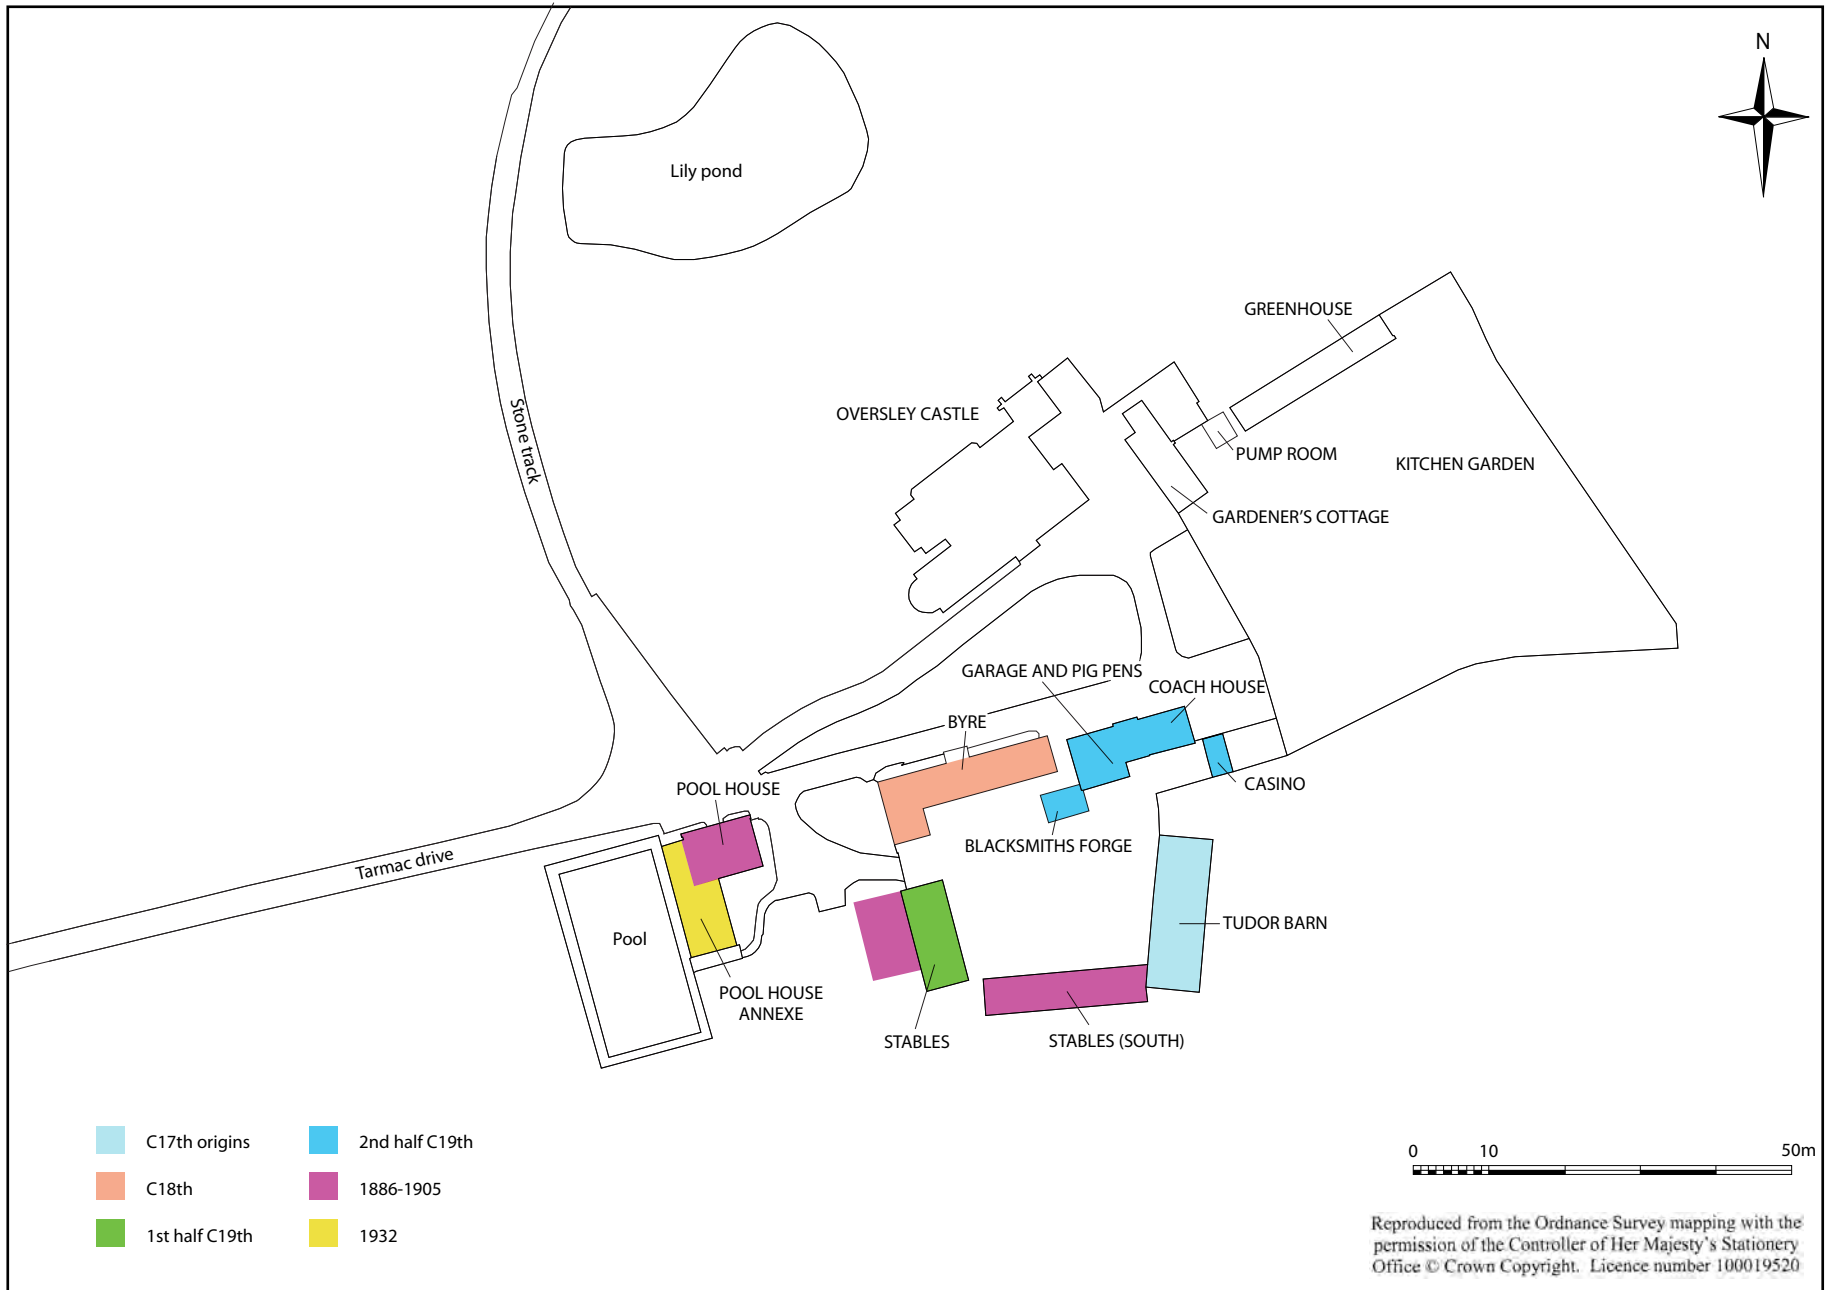 N
Lily pond
GREENHOUSE
OVERSLEY CASTLE
Stone track
PUMP ROOM
KITCHEN GARDEN
GARDENER'S COTTAGE
GARAGE AND PIG PENS
COACH HOUSE
BYRE
POOL HOUSE
CASINO
BLACKSMITHS FORGE
Tarmac drive
TUDOR BARN
Pool
POOL HOUSE
ANNEXE
STABLES
STABLES (SOUTH)
C17th origins
2nd half C19th
C18th
1886-1905
1st half C19th
1932
0 10 50m
Reproduced from the Ordnance Survey mapping with the
permission of the Controller of Her Majesty's Stationery
Office © Crown Copyright. Licence number 100019520